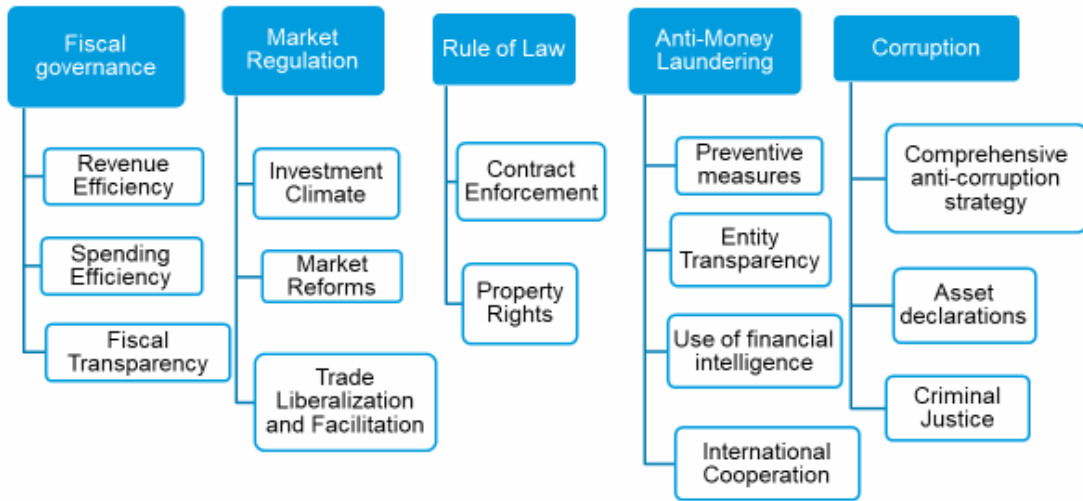 Fiscal
governance
Revenue
Efficiency
Spending
Efficiency
Fiscal
Transparency
Market
Regulation
Investment
Climate
Market
Reforms
Trade
Liberalization
and Facilitation
Rule of Law
Contract
Enforcement
Property
Rights
Anti-Money
Laundering
Preventive
measures
Entity
Transparency
Use of financial
intelligence
International
Cooperation
Corruption
Comprehensive
anti-corruption
strategy
Asset
declarations
Criminal
Justice